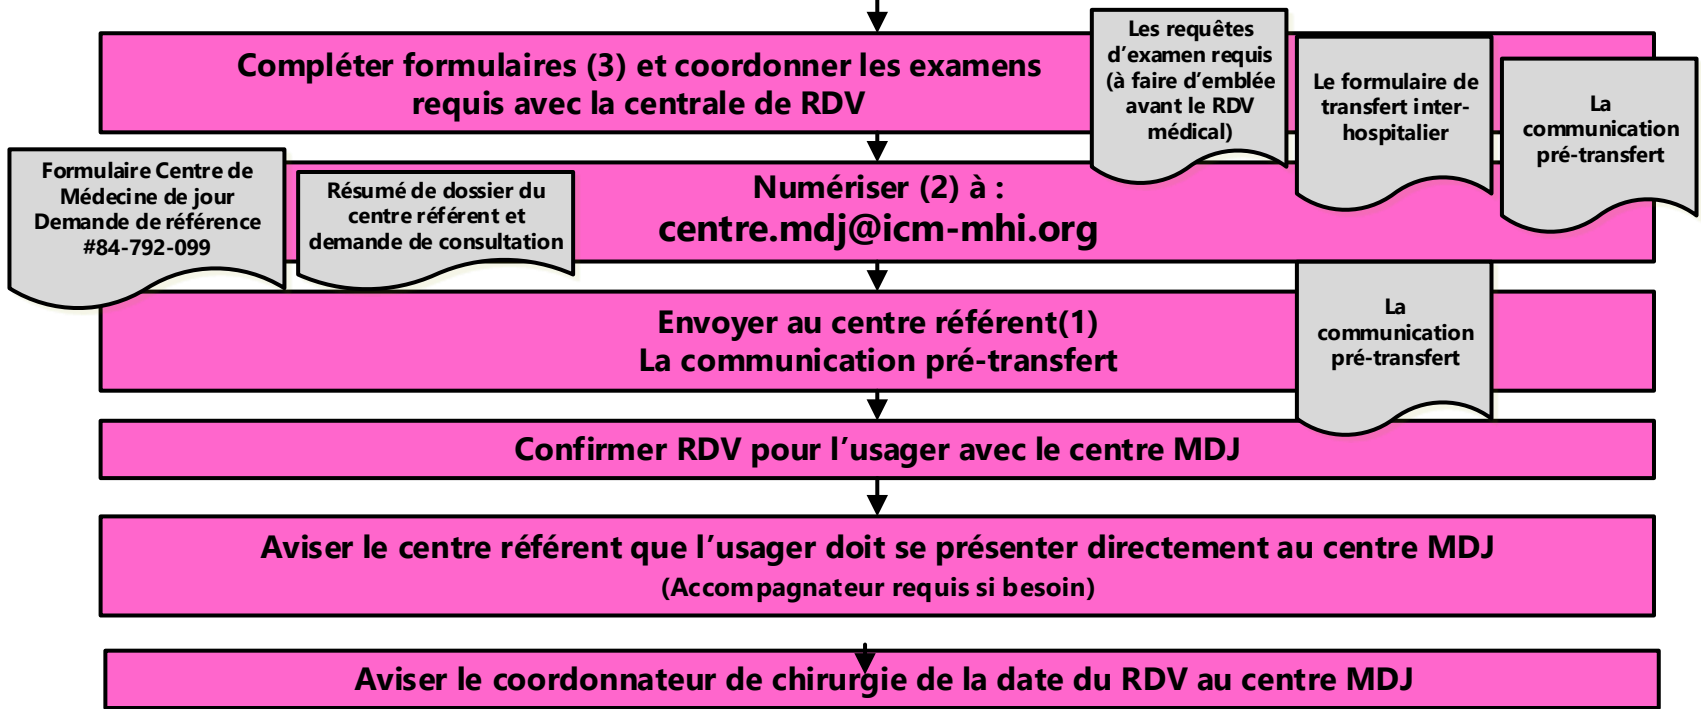 Compléter formulaires (3) et coordonner les examens
requis avec la centrale de RDV
Les requêtes
d’examen requis
(à faire d’emblée
avant le RDV
médical)
Le formulaire de
transfert inter-
hospitalier
La
communication
pré-transfert
Formulaire Centre de
Médecine de jour
Demande de référence
#84-792-099
Résumé de dossier du
centre référent et
demande de consultation
Numériser (2) à :
centre.mdj@icm-mhi.org
Envoyer au centre référent(1)
La communication pré-transfert
La
communication
pré-transfert
Confirmer RDV pour l’usager avec le centre MDJ
Aviser le centre référent que l’usager doit se présenter directement au centre MDJ
(Accompagnateur requis si besoin)
Aviser le coordonnateur de chirurgie de la date du RDV au centre MDJ